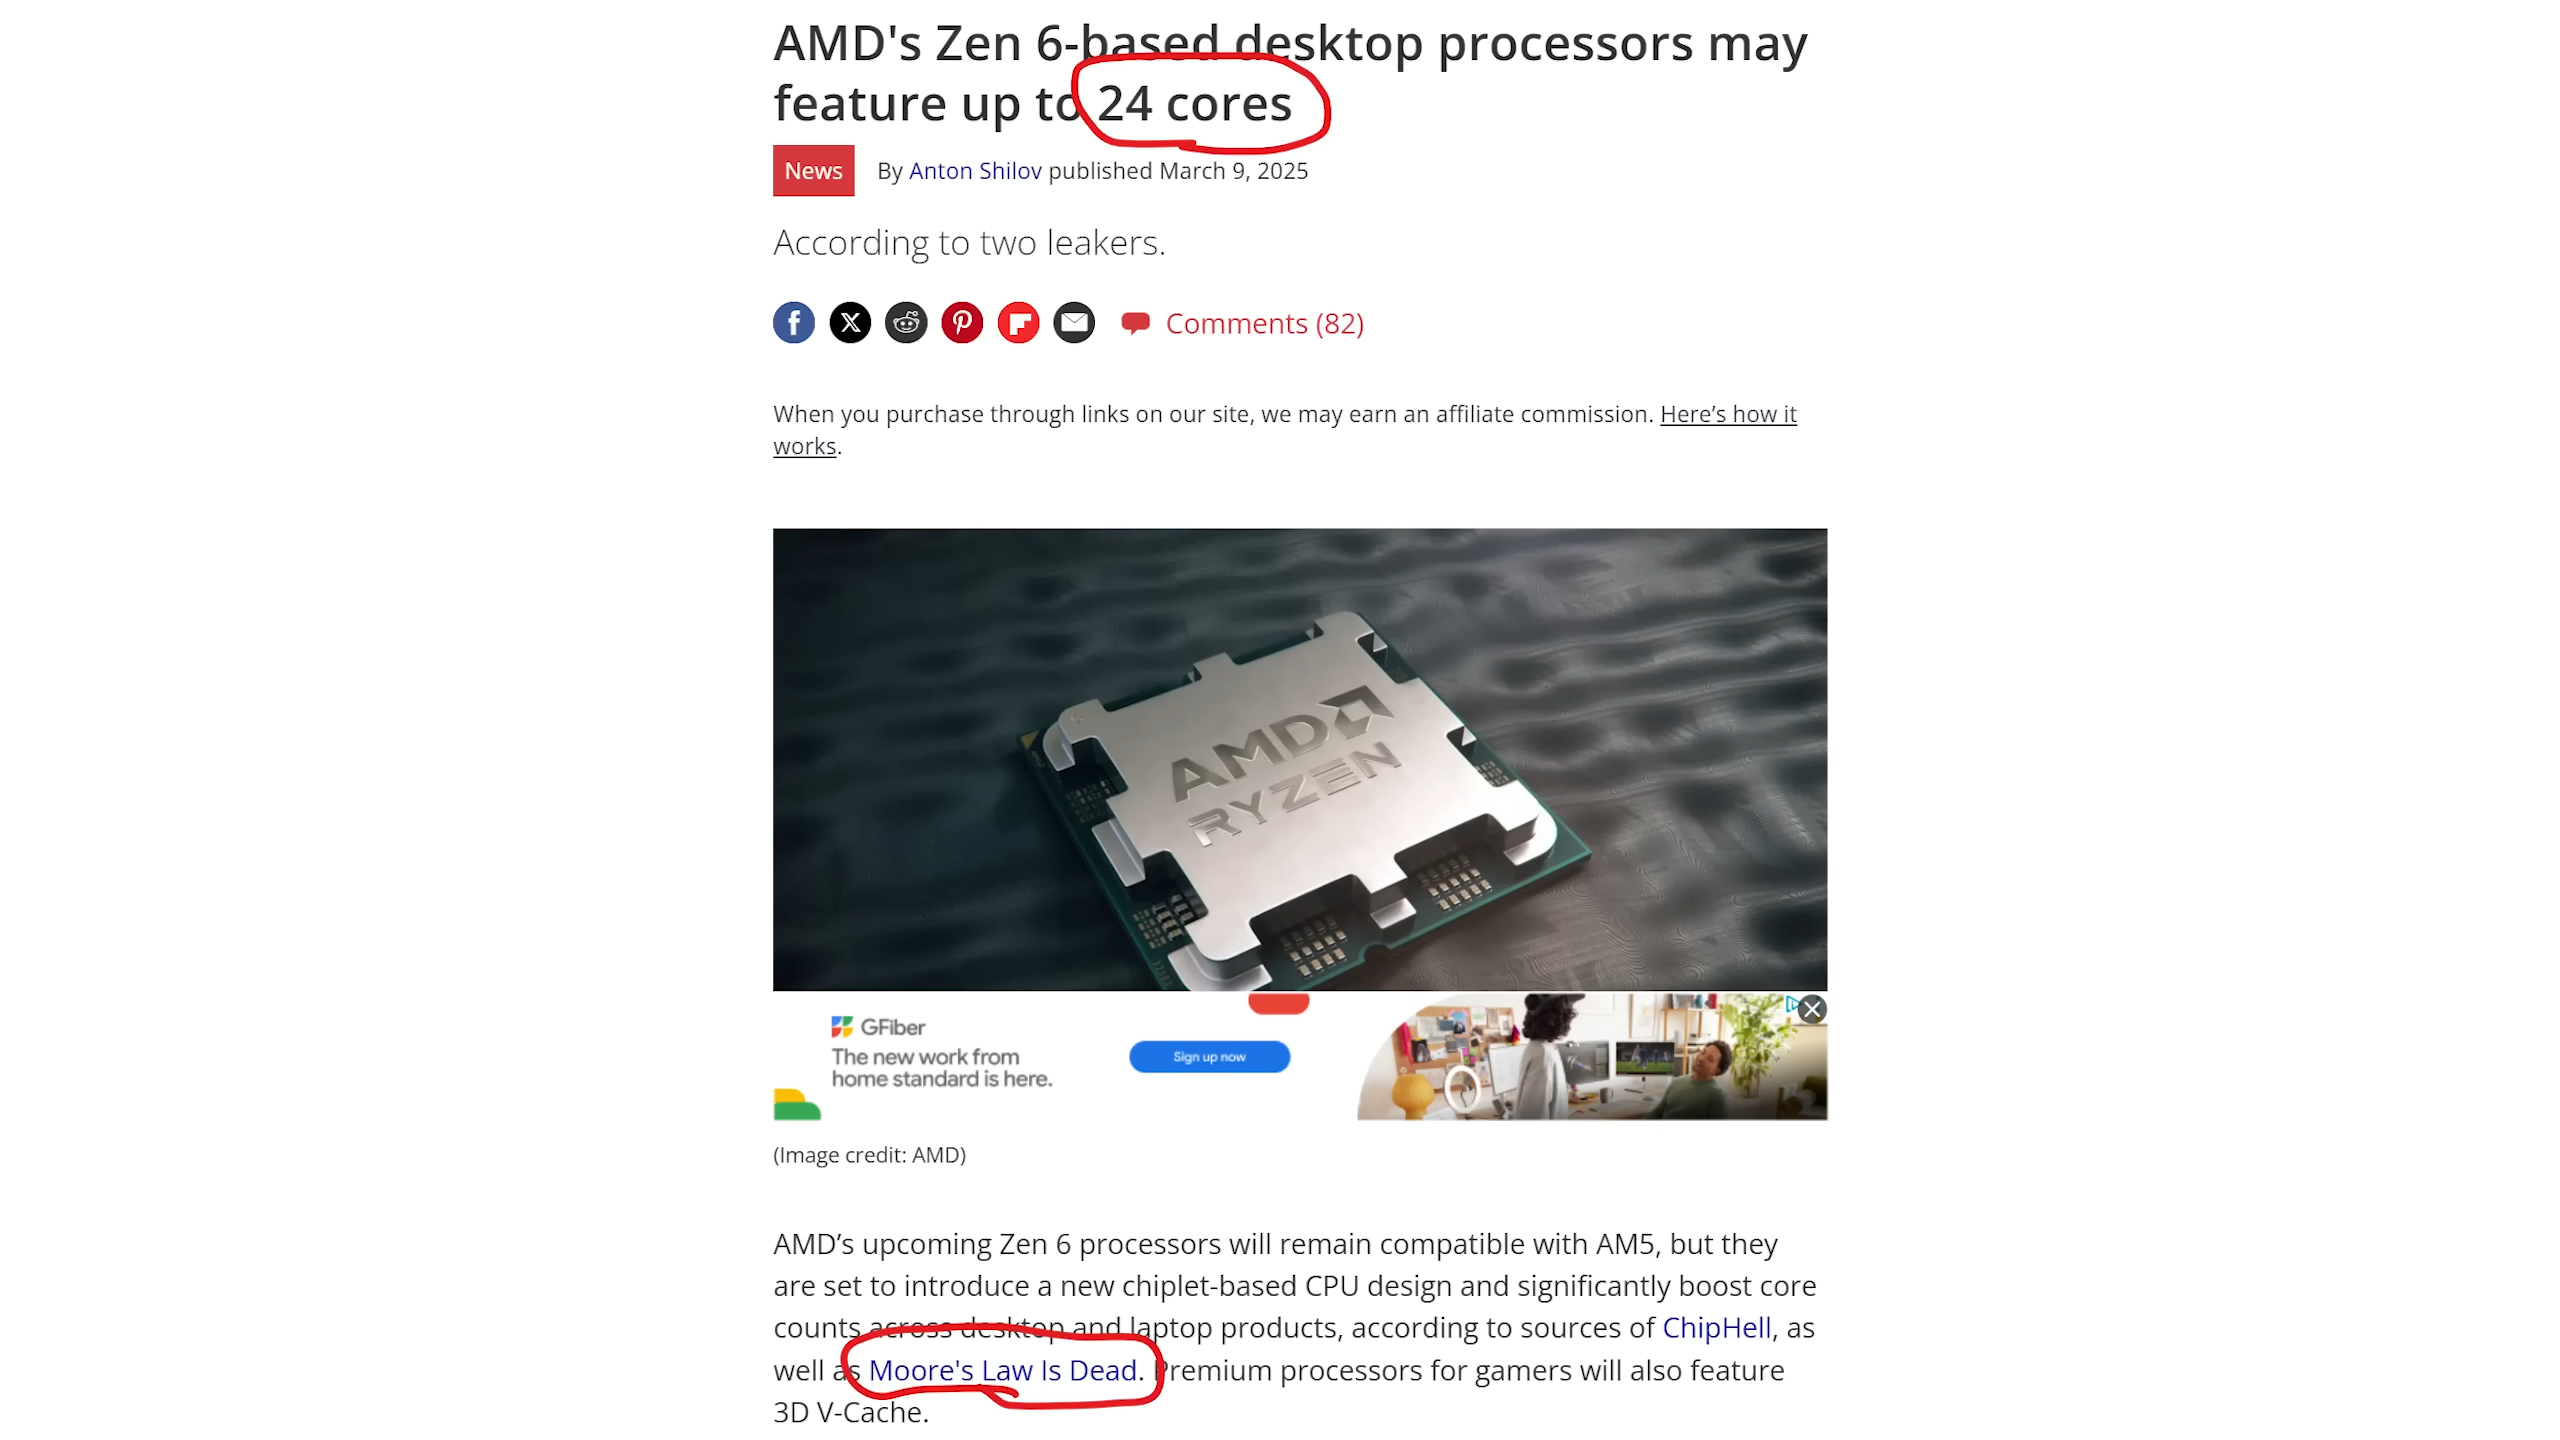 AMD's Zen 6-based desktop processors may
feature up to 24 cores
News
By Anton Shilov published March 9, 2025
According to two leakers.
Comments (82)
When you purchase through links on our site, we may earn an affiliate commission. Here’s how it
works.
AMD
RYZEN
GFiber
The new work from
home standard is here.
Sign up now
(Image credit: AMD)
AMD’s upcoming Zen 6 processors will remain compatible with AM5, but they
are set to introduce a new chiplet-based CPU design and significantly boost core
counts across desktop and laptop products, according to sources of ChipHell, as
well as Moore's Law Is Dead. Premium processors for gamers will also feature
3D V-Cache.